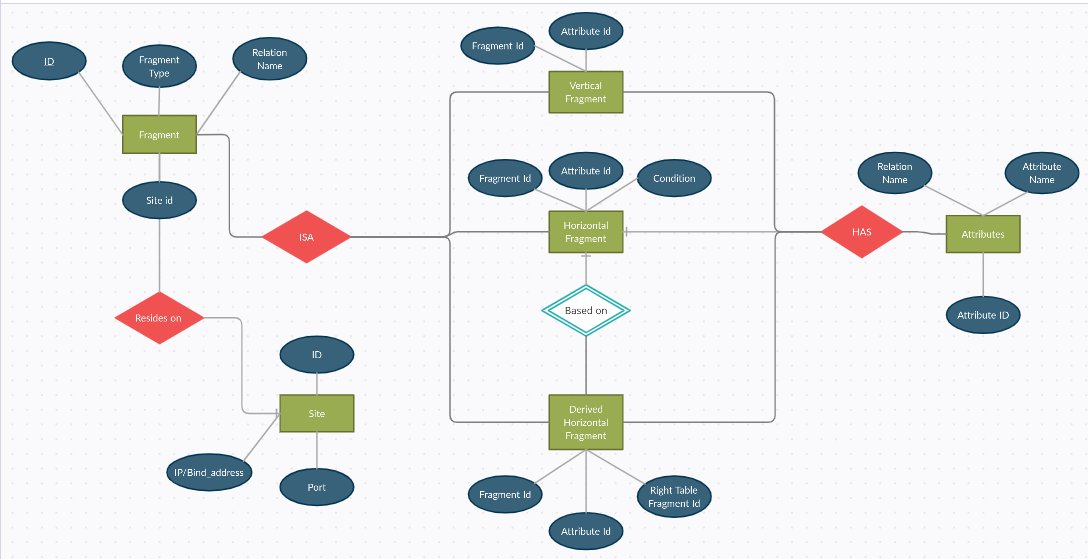 ID
Fragment
Type
Relation
Name
Fragment
Site id
ISA
Resides on
ID
Site
IP/Bind_address
Port
Fragment Id
Attribute Id
Vertical
Fragment
Fragment Id
Attribute Id
Condition
Horizontal
Fragment
Based on
Derived
Horizontal
Fragment
Fragment Id
Attribute Id
Right Table
Fragment Id
HAS
Relation
Name
Attribute
Name
Attributes
Attribute ID